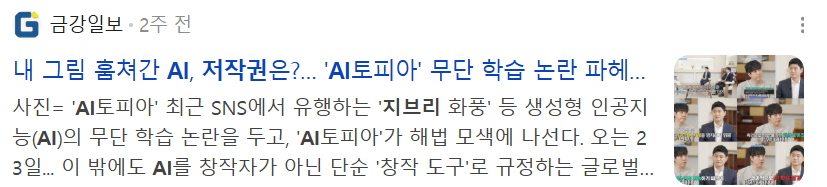 금강일보 · 2주 전
내 그림 훔쳐간 AI, 저작권은?... 'AI토피아' 무단 학습 논란 파헤...
사진= 'AI토피아' 최근 SNS에서 유행하는 '지브리 화풍' 등 생성형 인공지
능(AI)의 무단 학습 논란을 두고, 'AI토피아'가 해법 모색에 나선다. 오는 2
3일... 이 밖에도 AI를 창작자가 아닌 단순 '창작 도구'로 규정하는 글로벌...